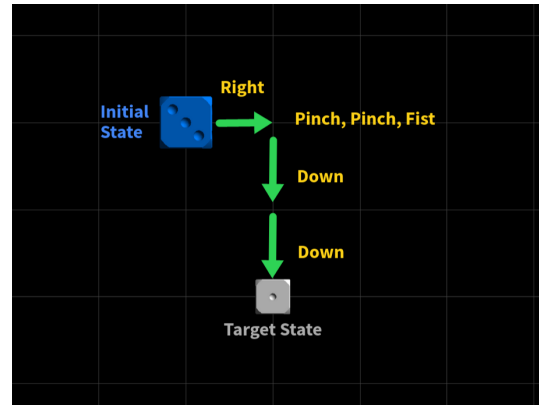 Right
Initial
State
Pinch, Pinch, Fist
Down
Down
Target State